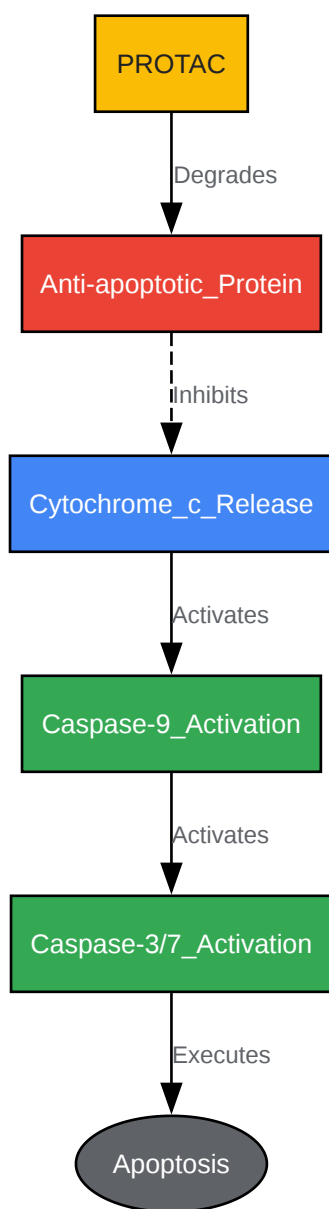 PROTAC
Degrades
Anti-apoptotic_Protein
Inhibits
Cytochrome_c_Release
Activates
Caspase-9_Activation
Activates
Caspase-3/7_Activation
Executes
Apoptosis